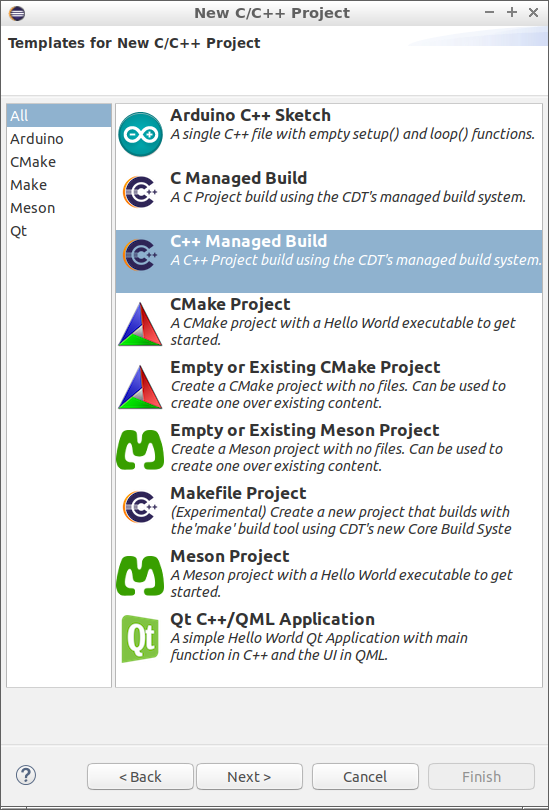 New C/C++ Project
Templates for New C/C++ Project
All
Arduino
CMake
Make
Meson
Qt
Arduino C++ Sketch
A single C++ file with empty setup() and loop() functions.
C Managed Build
A C Project build using the CDT's managed build system.
C++ Managed Build
A C++ Project build using the CDT's managed build system.
CMake Project
A CMake project with a Hello World executable to get
started.
Empty or Existing CMake Project
Create a CMake project with no files. Can be used to
create one over existing content.
Empty or Existing Meson Project
Create a Meson project with no files. Can be used to
create one over existing content.
Makefile Project
(Experimental) Create a new project that builds with
the'make' build tool using CDT's new Core Build Syste
Meson Project
A Meson project with a Hello World executable to get
started.
Qt
Qt C++/QML Application
A simple Hello World Qt Application with main
function in C++ and the UI in QML.
?
< Back
Next >
Cancel
Finish